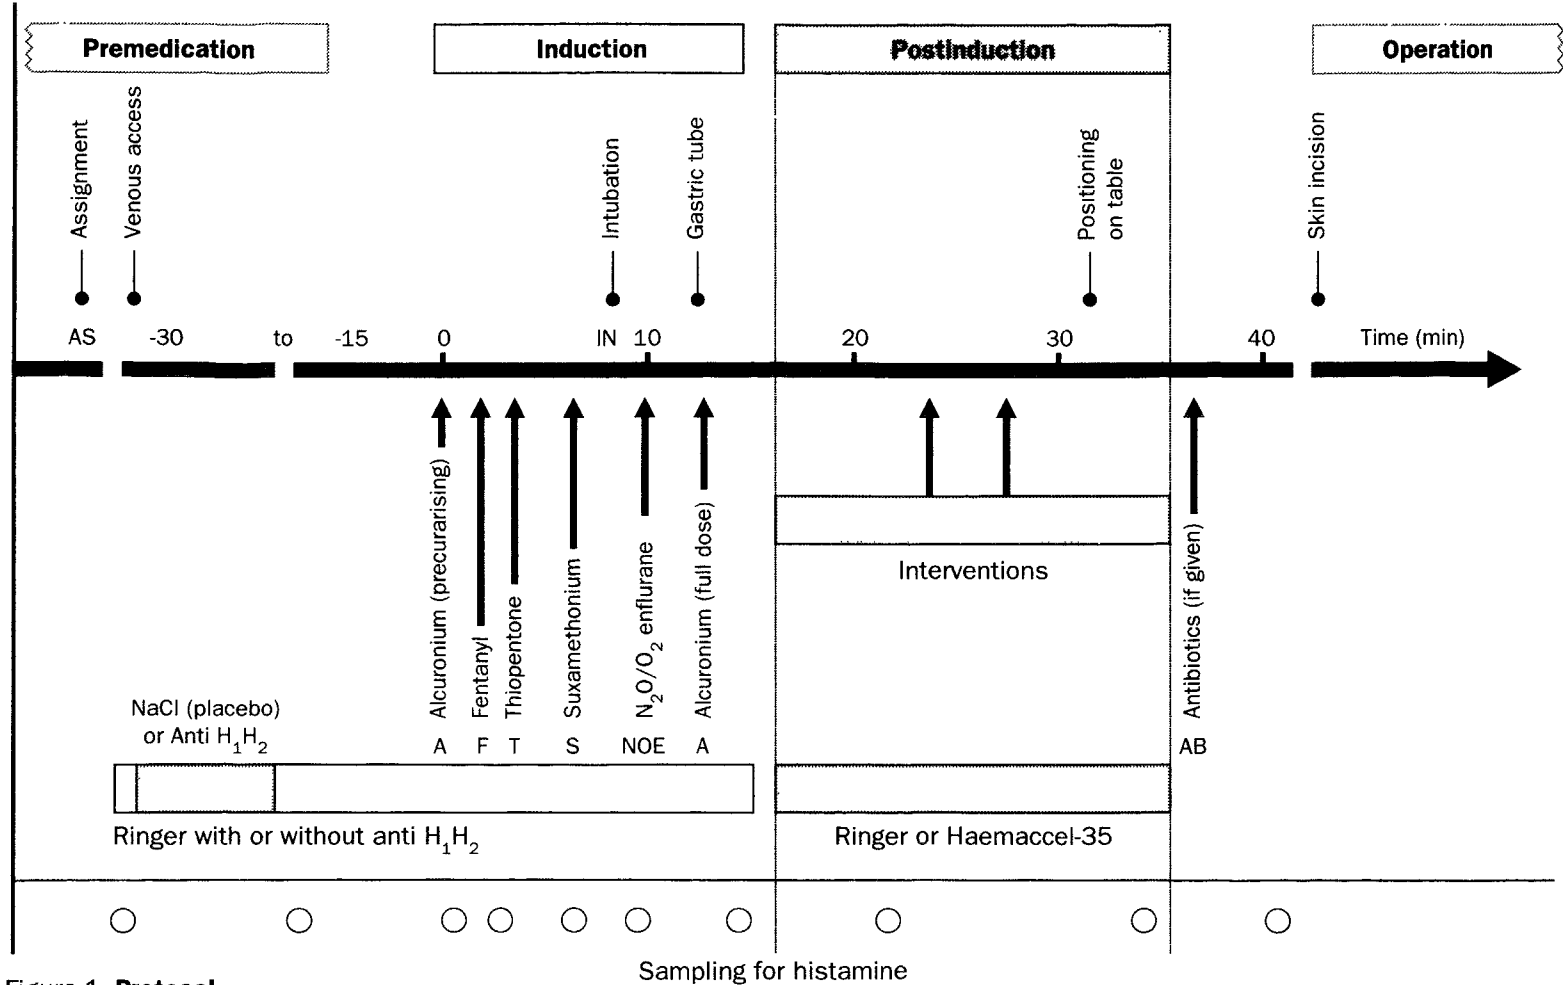 Premedication
Induction
Postinduction
Operation
Assignment
Venous access
Intubation
Gastric tube
Positioning
on table
Skin incision
AS
-30
to
-15
0
IN
10
20
30
40
Time (min)
Alcuronium (precurarising)
Fentanyl
Thiopentone
Suxamethonium
N2O/O2 enflurane
Alcuronium (full dose)
Interventions
Antibiotics (if given)
NaCl (placebo)
or Anti H1H2
A
F
T
S
NOE
A
AB
Ringer with or without anti H1H2
Ringer or Haemaccel-35
Sampling for histamine
Figure 1 Protocol